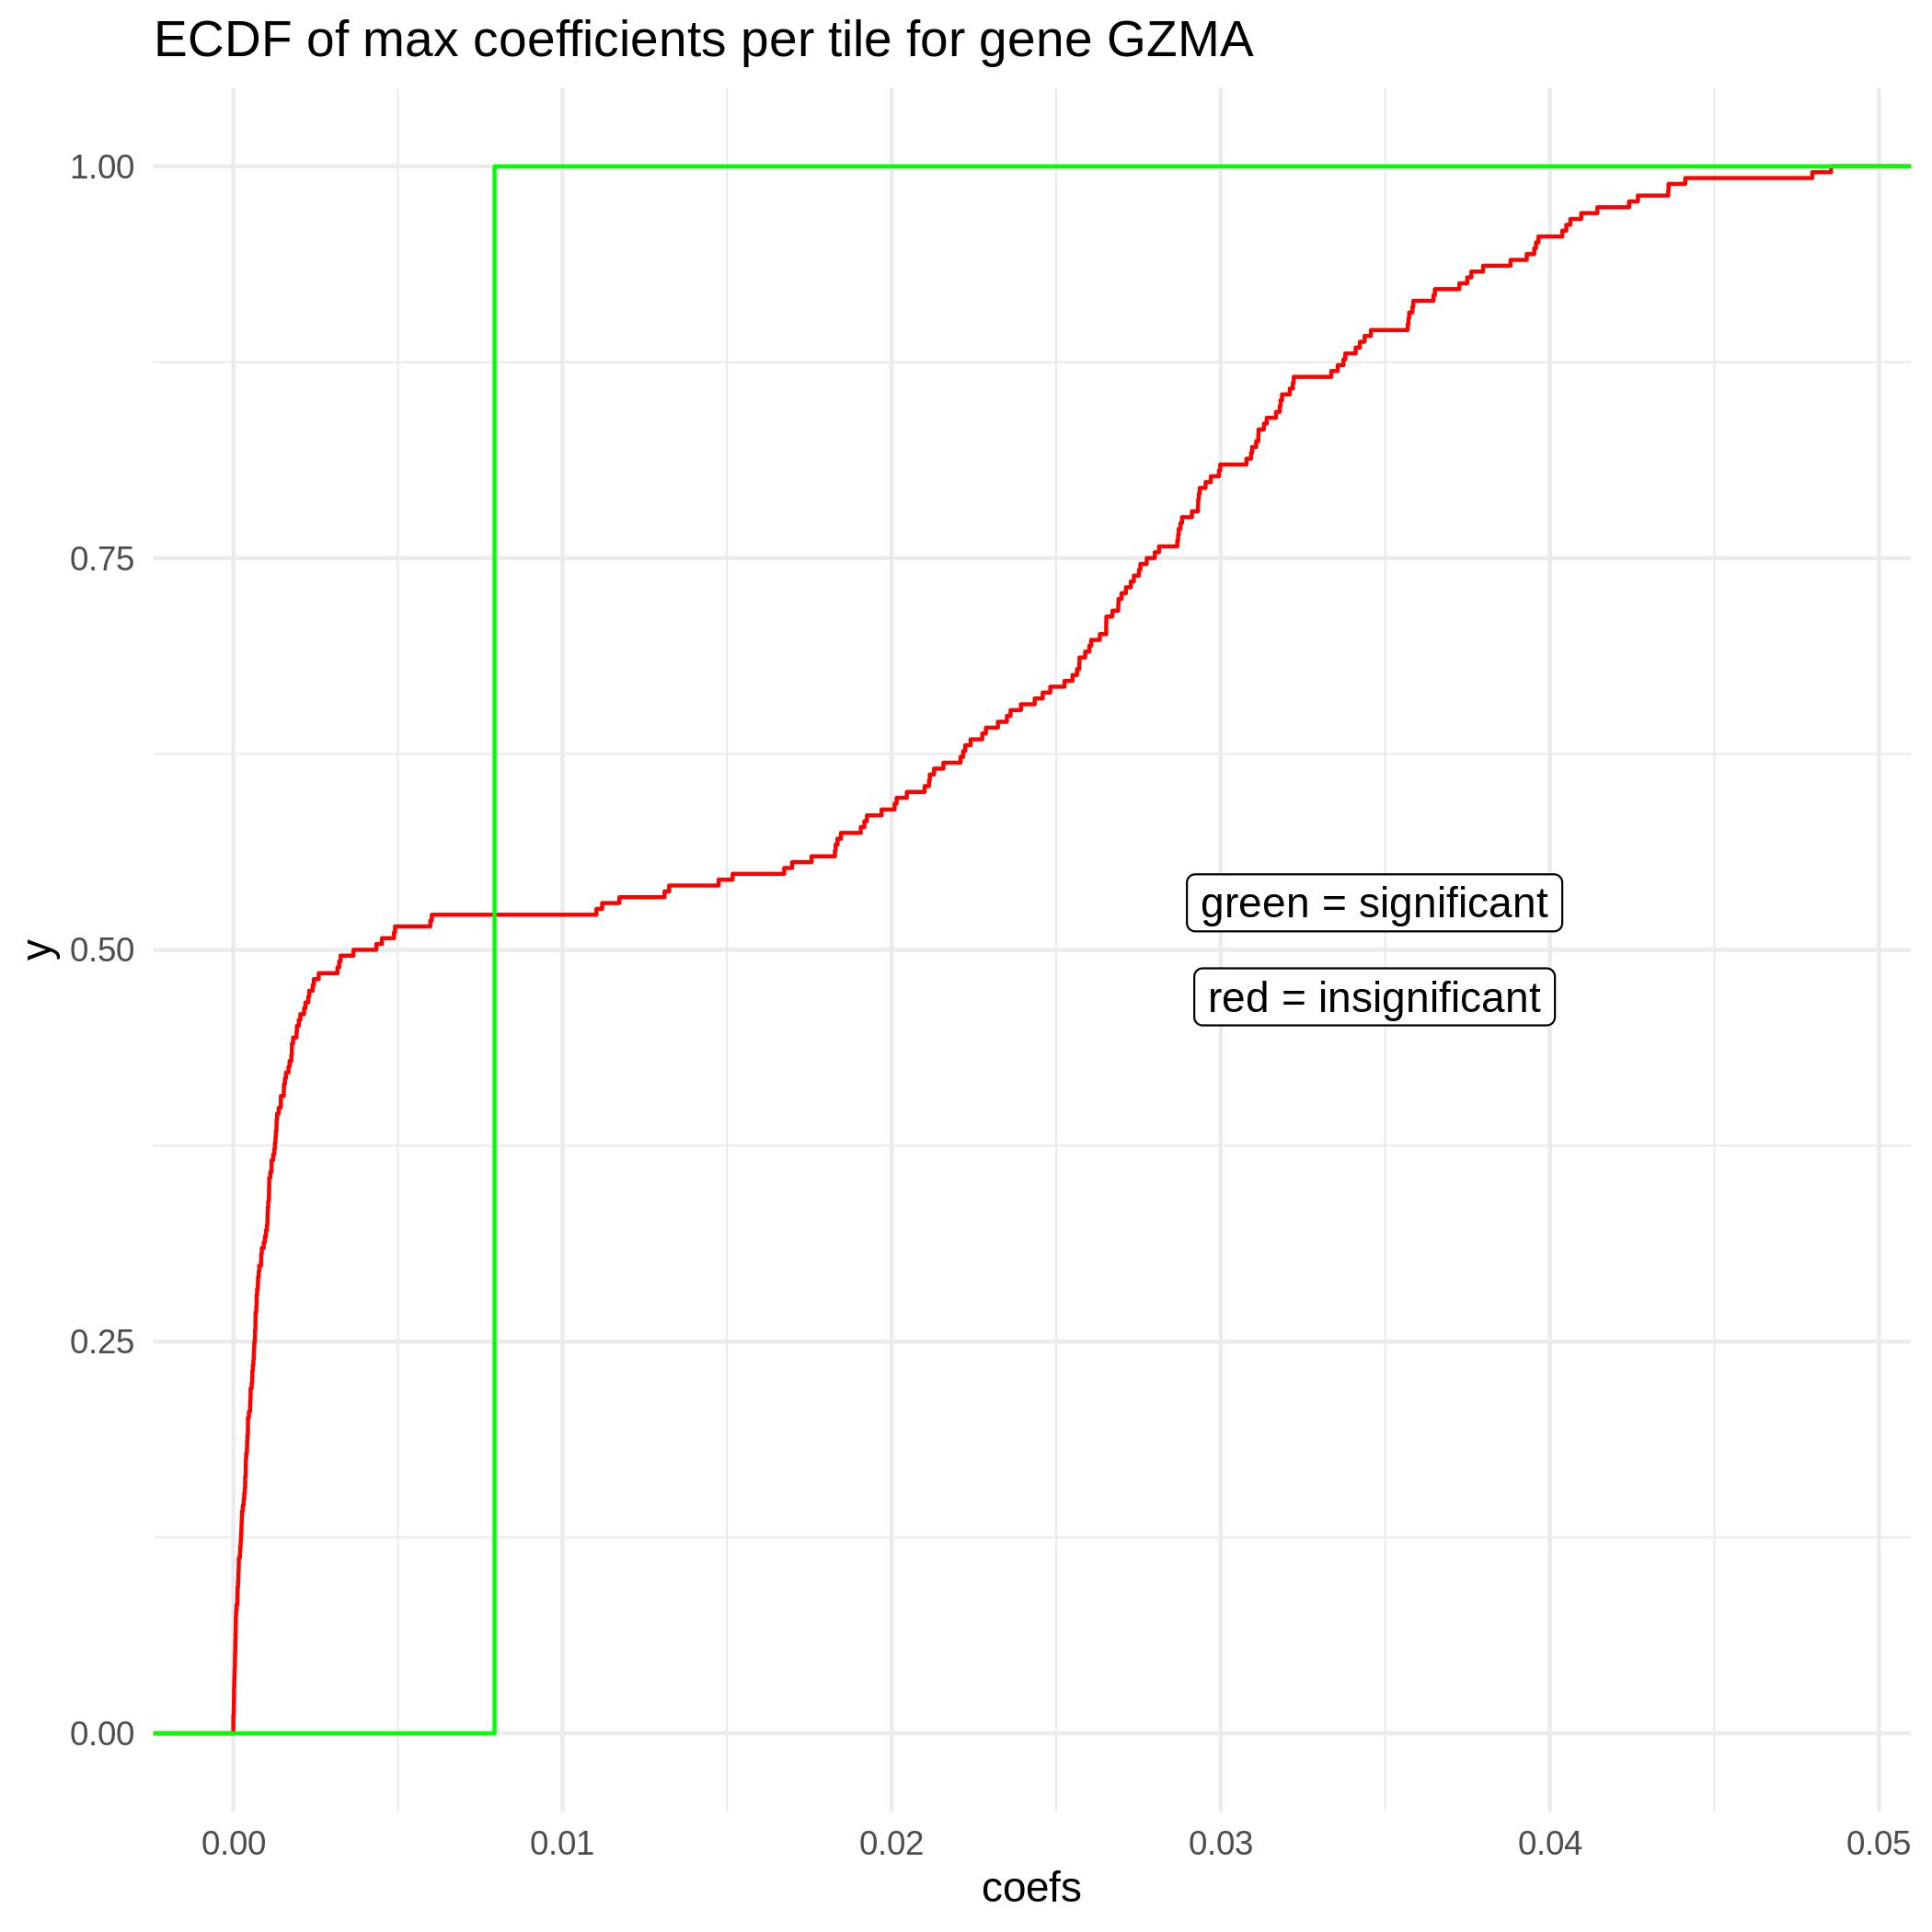 ECDF of max coefficients per tile for gene GZMA
1.00
0.75
0.50
0.25
0.00
y
green = significant
red = insignificant
0.00 0.01 0.02 0.03 0.04 0.05
coefs